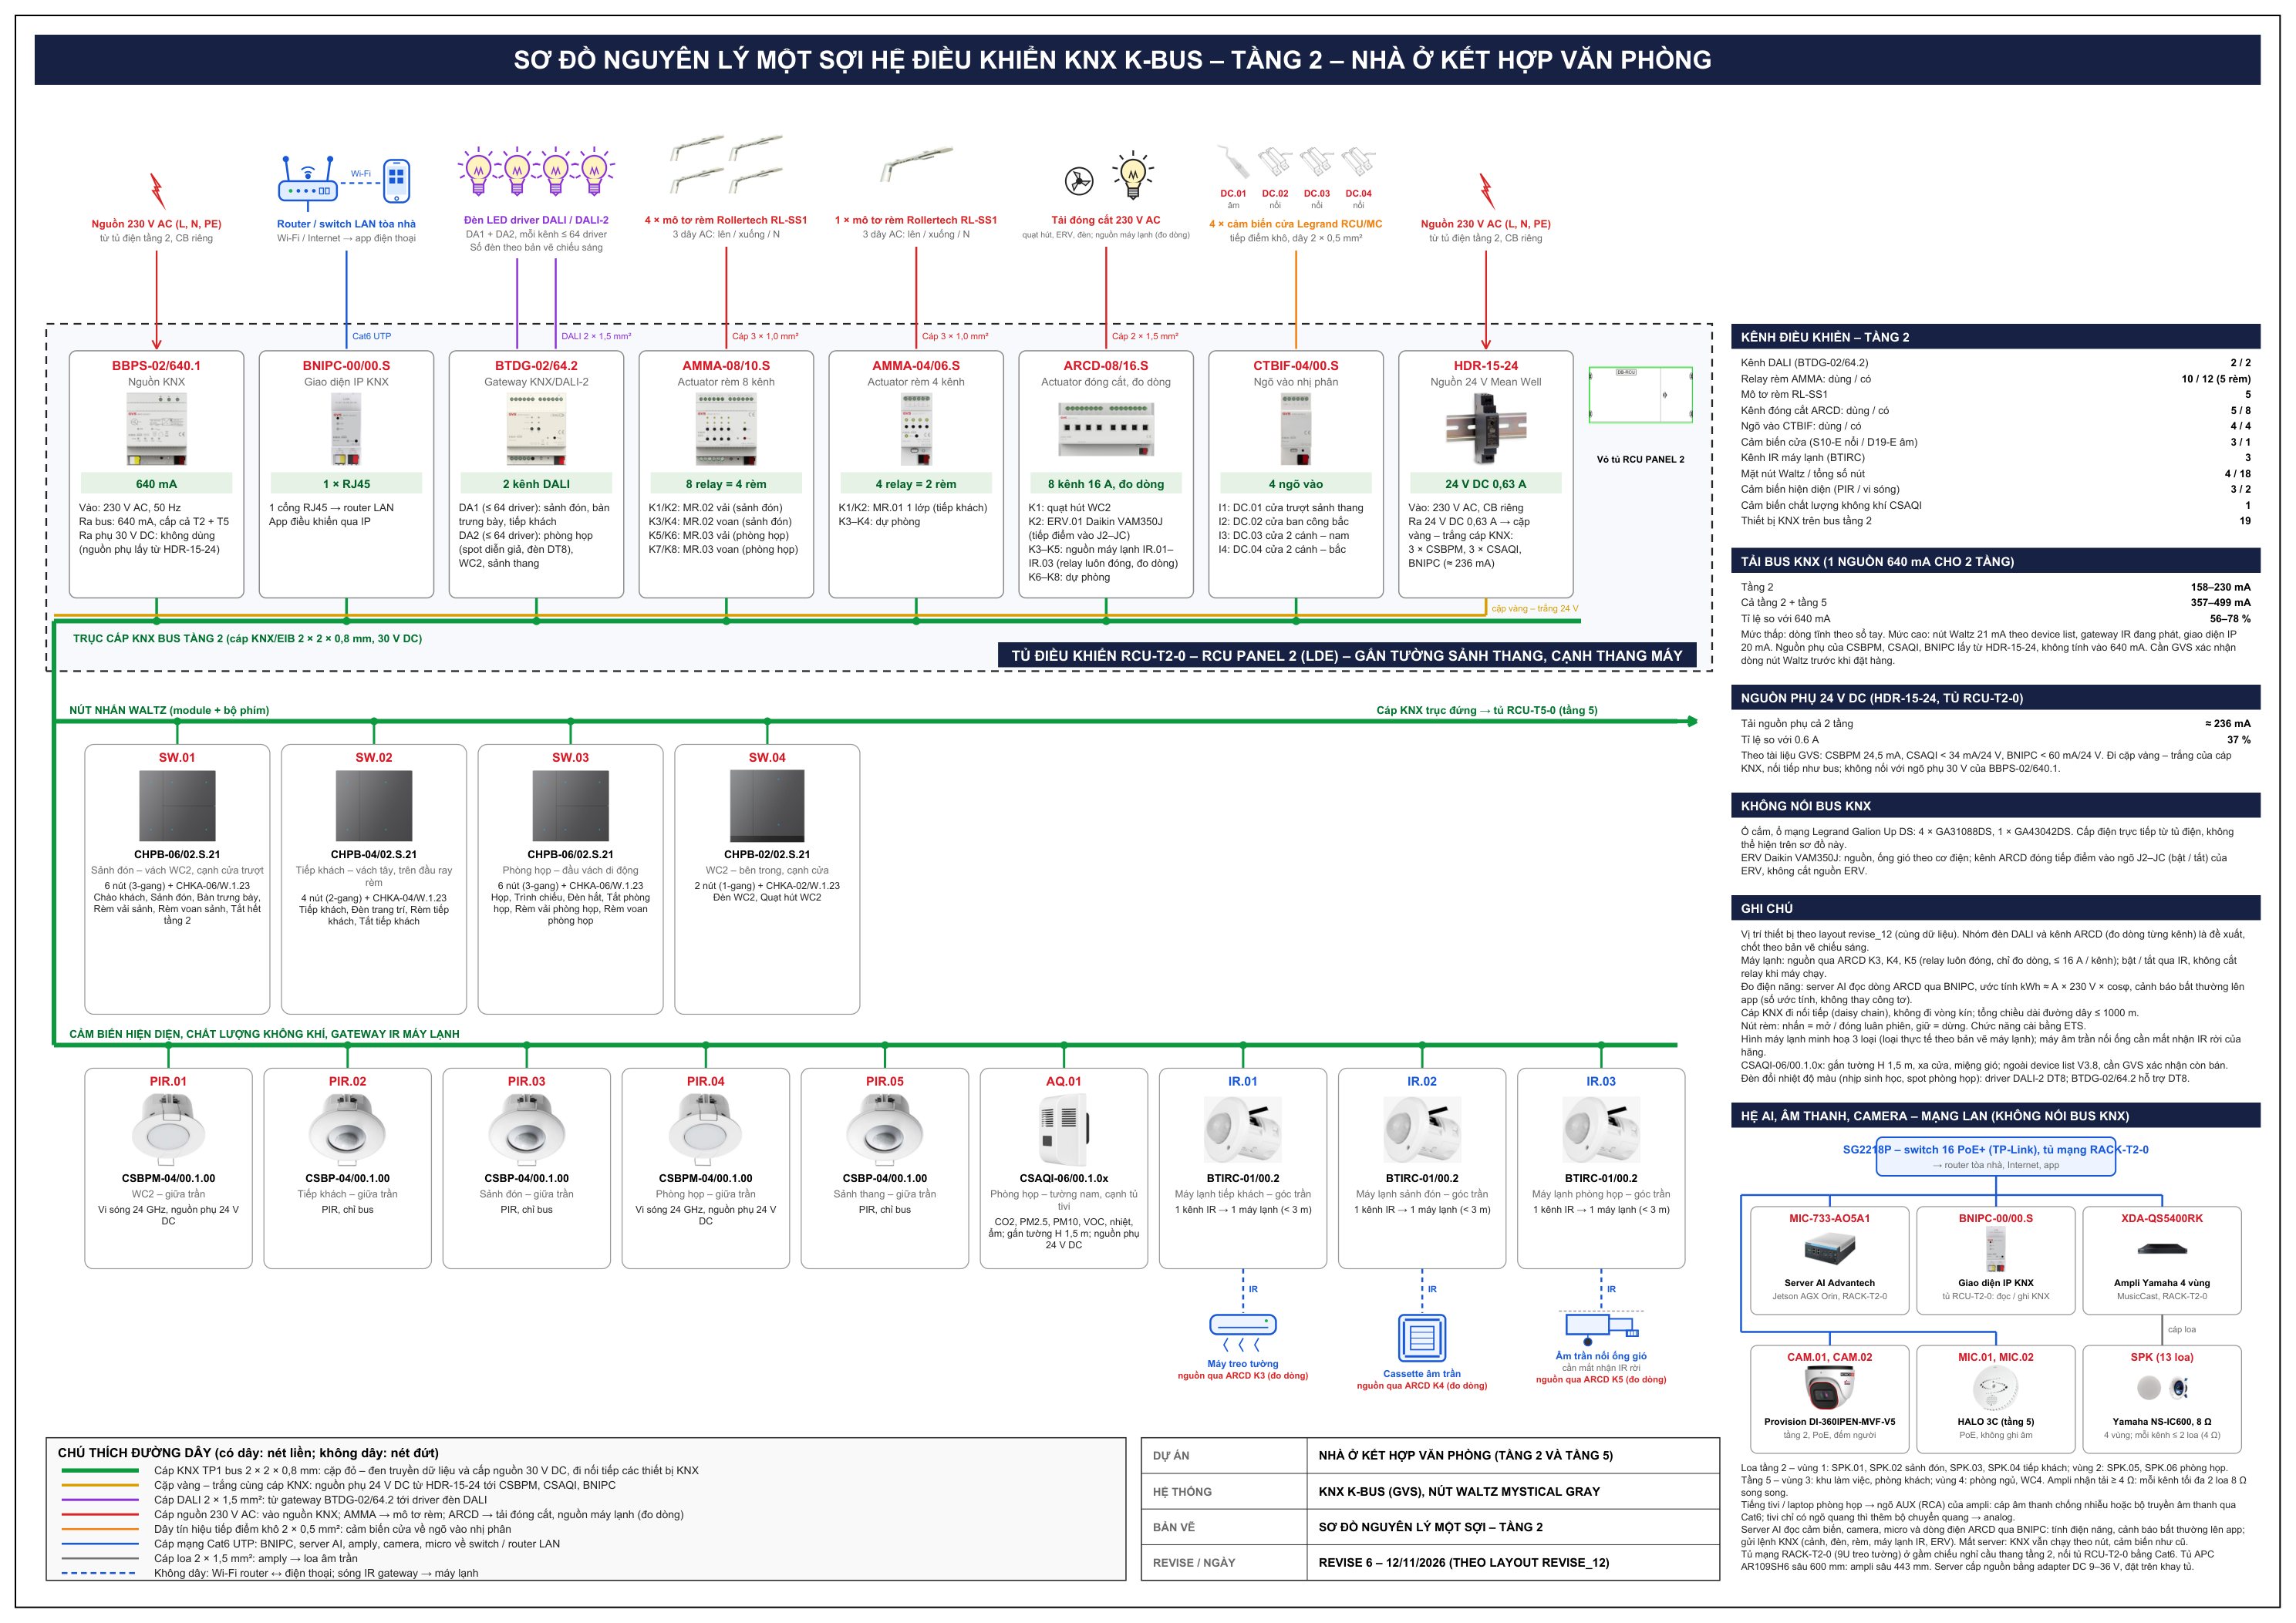 SƠ ĐỒ NGUYÊN LÝ MỘT SỢI HỆ ĐIỀU KHIỂN KNX K-BUS – TẦNG 2 – NHÀ Ở KẾT HỢP VĂN PHÒNG
Nguồn 230 V AC (L, N, PE)
từ tủ điện tầng 2, CB riêng
Wi-Fi
Router / switch LAN tòa nhà
Wi-Fi / Internet → app điện thoại
Đèn LED driver DALI / DALI-2
DA1 + DA2, mỗi kênh ≤ 64 driver
Số đèn theo bản vẽ chiếu sáng
4 × mô tơ rèm Rollertech RL-SS1
3 dây AC: lên / xuống / N
1 × mô tơ rèm Rollertech RL-SS1
3 dây AC: lên / xuống / N
Tải đóng cắt 230 V AC
quạt hút, ERV, đèn; nguồn máy lạnh (đo dòng)
DC.01 DC.02 DC.03 DC.04
âm nổi nổi nổi
4 × cảm biến cửa Legrand RCU/MC
tiếp điểm khô, dây 2 × 0,5 mm²
Nguồn 230 V AC (L, N, PE)
từ tủ điện tầng 2, CB riêng
Cat6 UTP
DALI 2 × 1,5 mm²
Cáp 3 × 1,0 mm²
Cáp 3 × 1,0 mm²
Cáp 2 × 1,5 mm²
BBPS-02/640.1
Nguồn KNX
640 mA
Vào: 230 V AC, 50 Hz
Ra bus: 640 mA, cấp cả T2 + T5
Ra phụ 30 V DC: không dùng
(nguồn phụ lấy từ HDR-15-24)
BNIPC-00/00.S
Giao diện IP KNX
1 × RJ45
1 cổng RJ45 → router LAN
App điều khiển qua IP
BTDG-02/64.2
Gateway KNX/DALI-2
2 kênh DALI
DA1 (≤ 64 driver): sảnh đón, bàn
trưng bày, tiếp khách
DA2 (≤ 64 driver): phòng họp
(spot diễn giả, đèn DT8),
WC2, sảnh thang
AMMA-08/10.S
Actuator rèm 8 kênh
8 relay = 4 rèm
K1/K2: MR.02 vải (sảnh đón)
K3/K4: MR.02 voan (sảnh đón)
K5/K6: MR.03 vải (phòng họp)
K7/K8: MR.03 voan (phòng họp)
AMMA-04/06.S
Actuator rèm 4 kênh
4 relay = 2 rèm
K1/K2: MR.01 1 lớp (tiếp khách)
K3–K4: dự phòng
ARCD-08/16.S
Actuator đóng cắt, đo dòng
8 kênh 16 A, đo dòng
K1: quạt hút WC2
K2: ERV.01 Daikin VAM350J
(tiếp điểm vào J2–JC)
K3–K5: nguồn máy lạnh IR.01–
IR.03 (relay luôn đóng, đo dòng)
K6–K8: dự phòng
CTBIF-04/00.S
Ngõ vào nhị phân
4 ngõ vào
I1: DC.01 cửa trượt sảnh thang
I2: DC.02 cửa ban công bắc
I3: DC.03 cửa 2 cánh – nam
I4: DC.04 cửa 2 cánh – bắc
HDR-15-24
Nguồn 24 V Mean Well
24 V DC 0,63 A
Vào: 230 V AC, CB riêng
Ra 24 V DC 0,63 A → cặp
vàng – trắng cáp KNX:
3 × CSBPM, 3 × CSAQI,
BNIPC (≈ 236 mA)
DB-RCU
Vỏ tủ RCU PANEL 2
cặp vàng – trắng 24 V
TRỤC CÁP KNX BUS TẦNG 2 (cáp KNX/EIB 2 × 2 × 0,8 mm, 30 V DC)
TỦ ĐIỀU KHIỂN RCU-T2-0 – RCU PANEL 2 (LDE) – GẮN TƯỜNG SẢNH THANG, CẠNH THANG MÁY
NÚT NHẤN WALTZ (module + bộ phím)
Cáp KNX trục đứng → tủ RCU-T5-0 (tầng 5)
SW.01
CHPB-06/02.S.21
Sảnh đón – vách WC2, cạnh cửa trượt
6 nút (3-gang) + CHKA-06/W.1.23
Chào khách, Sảnh đón, Bàn trưng bày,
Rèm vải sảnh, Rèm voan sảnh, Tắt hết
tầng 2
SW.02
CHPB-04/02.S.21
Tiếp khách – vách tây, trên đầu ray
rèm
4 nút (2-gang) + CHKA-04/W.1.23
Tiếp khách, Đèn trang trí, Rèm tiếp
khách, Tắt tiếp khách
SW.03
CHPB-06/02.S.21
Phòng họp – đầu vách di động
6 nút (3-gang) + CHKA-06/W.1.23
Họp, Trình chiếu, Đèn hắt, Tắt phòng
họp, Rèm vải phòng họp, Rèm voan
phòng họp
SW.04
CHPB-02/02.S.21
WC2 – bên trong, cạnh cửa
2 nút (1-gang) + CHKA-02/W.1.23
Đèn WC2, Quạt hút WC2
CẢM BIẾN HIỆN DIỆN, CHẤT LƯỢNG KHÔNG KHÍ, GATEWAY IR MÁY LẠNH
PIR.01
CSBPM-04/00.1.00
WC2 – giữa trần
Vi sóng 24 GHz, nguồn phụ 24 V
DC
PIR.02
CSBP-04/00.1.00
Tiếp khách – giữa trần
PIR, chỉ bus
PIR.03
CSBP-04/00.1.00
Sảnh đón – giữa trần
PIR, chỉ bus
PIR.04
CSBPM-04/00.1.00
Phòng họp – giữa trần
Vi sóng 24 GHz, nguồn phụ 24 V
DC
PIR.05
CSBP-04/00.1.00
Sảnh thang – giữa trần
PIR, chỉ bus
AQ.01
CSAQI-06/00.1.0x
Phòng họp – tường nam, cạnh tủ
tivi
CO2, PM2.5, PM10, VOC, nhiệt,
ẩm; gắn tường H 1,5 m; nguồn phụ
24 V DC
IR.01
BTIRC-01/00.2
Máy lạnh tiếp khách – góc trần
1 kênh IR → 1 máy lạnh (< 3 m)
IR.02
BTIRC-01/00.2
Máy lạnh sảnh đón – góc trần
1 kênh IR → 1 máy lạnh (< 3 m)
IR.03
BTIRC-01/00.2
Máy lạnh phòng họp – góc trần
1 kênh IR → 1 máy lạnh (< 3 m)
IR
Máy treo tường
nguồn qua ARCD K3 (đo dòng)
IR
Cassette âm trần
nguồn qua ARCD K4 (đo dòng)
IR
Âm trần nối ống gió
cần mắt nhận IR rời
nguồn qua ARCD K5 (đo dòng)
KÊNH ĐIỀU KHIỂN – TẦNG 2
Kênh DALI (BTDG-02/64.2) 2 / 2
Relay rèm AMMA: dùng / có 10 / 12 (5 rèm)
Mô tơ rèm RL-SS1 5
Kênh đóng cắt ARCD: dùng / có 5 / 8
Ngõ vào CTBIF: dùng / có 4 / 4
Cảm biến cửa (S10-E nổi / D19-E âm) 3 / 1
Kênh IR máy lạnh (BTIRC) 3
Mặt nút Waltz / tổng số nút 4 / 18
Cảm biến hiện diện (PIR / vi sóng) 3 / 2
Cảm biến chất lượng không khí CSAQI 1
Thiết bị KNX trên bus tầng 2 19
TẢI BUS KNX (1 NGUỒN 640 mA CHO 2 TẦNG)
Tầng 2 158–230 mA
Cả tầng 2 + tầng 5 357–499 mA
Tỉ lệ so với 640 mA 56–78 %
Mức thấp: dòng tĩnh theo sổ tay. Mức cao: nút Waltz 21 mA theo device list, gateway IR đang phát, giao diện IP
20 mA. Nguồn phụ của CSBPM, CSAQI, BNIPC lấy từ HDR-15-24, không tính vào 640 mA. Cần GVS xác nhận
dòng nút Waltz trước khi đặt hàng.
NGUỒN PHỤ 24 V DC (HDR-15-24, TỦ RCU-T2-0)
Tải nguồn phụ cả 2 tầng ≈ 236 mA
Tỉ lệ so với 0.6 A 37 %
Theo tài liệu GVS: CSBPM 24,5 mA, CSAQI < 34 mA/24 V, BNIPC < 60 mA/24 V. Đi cặp vàng – trắng của cáp
KNX, nối tiếp như bus; không nối với ngõ phụ 30 V của BBPS-02/640.1.
KHÔNG NỐI BUS KNX
Ổ cắm, ổ mạng Legrand Galion Up DS: 4 × GA31088DS, 1 × GA43042DS. Cấp điện trực tiếp từ tủ điện, không
thể hiện trên sơ đồ này.
ERV Daikin VAM350J: nguồn, ống gió theo cơ điện; kênh ARCD đóng tiếp điểm vào ngõ J2–JC (bật / tắt) của
ERV, không cắt nguồn ERV.
GHI CHÚ
Vị trí thiết bị theo layout revise_12 (cùng dữ liệu). Nhóm đèn DALI và kênh ARCD (đo dòng từng kênh) là đề xuất,
chốt theo bản vẽ chiếu sáng.
Máy lạnh: nguồn qua ARCD K3, K4, K5 (relay luôn đóng, chỉ đo dòng, ≤ 16 A / kênh); bật / tắt qua IR, không cắt
relay khi máy chạy.
Đo điện năng: server AI đọc dòng ARCD qua BNIPC, ước tính kWh ≈ A × 230 V × cosφ, cảnh báo bất thường lên
app (số ước tính, không thay công tơ).
Cáp KNX đi nối tiếp (daisy chain), không đi vòng kín; tổng chiều dài đường dây ≤ 1000 m.
Nút rèm: nhấn = mở / đóng luân phiên, giữ = dừng. Chức năng cài bằng ETS.
Hình máy lạnh minh hoạ 3 loại (loại thực tế theo bản vẽ máy lạnh); máy âm trần nối ống cần mắt nhận IR rời của
hãng.
CSAQI-06/00.1.0x: gắn tường H 1,5 m, xa cửa, miệng gió; ngoài device list V3.8, cần GVS xác nhận còn bán.
Đèn đổi nhiệt độ màu (nhịp sinh học, spot phòng họp): driver DALI-2 DT8; BTDG-02/64.2 hỗ trợ DT8.
HỆ AI, ÂM THANH, CAMERA – MẠNG LAN (KHÔNG NỐI BUS KNX)
SG2218P – switch 16 PoE+ (TP-Link), tủ mạng RACK-T2-0
→ router tòa nhà, Internet, app
MIC-733-AO5A1
Server AI Advantech
Jetson AGX Orin, RACK-T2-0
BNIPC-00/00.S
Giao diện IP KNX
tủ RCU-T2-0: đọc / ghi KNX
XDA-QS5400RK
Ampli Yamaha 4 vùng
MusicCast, RACK-T2-0
cáp loa
CAM.01, CAM.02
Provision DI-360IPEN-MVF-V5
tầng 2, PoE, đếm người
MIC.01, MIC.02
HALO 3C (tầng 5)
PoE, không ghi âm
SPK (13 loa)
Yamaha NS-IC600, 8 Ω
4 vùng; mỗi kênh ≤ 2 loa (4 Ω)
Loa tầng 2 – vùng 1: SPK.01, SPK.02 sảnh đón, SPK.03, SPK.04 tiếp khách; vùng 2: SPK.05, SPK.06 phòng họp.
Tầng 5 – vùng 3: khu làm việc, phòng khách; vùng 4: phòng ngủ, WC4. Ampli nhận tải ≥ 4 Ω: mỗi kênh tối đa 2 loa 8 Ω
song song.
Tiếng tivi / laptop phòng họp → ngõ AUX (RCA) của ampli: cáp âm thanh chống nhiễu hoặc bộ truyền âm thanh qua
Cat6; tivi chỉ có ngõ quang thì thêm bộ chuyển quang → analog.
Server AI đọc cảm biến, camera, micro và dòng điện ARCD qua BNIPC: tính điện năng, cảnh báo bất thường lên app;
gửi lệnh KNX (cảnh, đèn, rèm, máy lạnh IR, ERV). Mất server: KNX vẫn chạy theo nút, cảm biến như cũ.
Tủ mạng RACK-T2-0 (9U treo tường) ở gầm chiếu nghỉ cầu thang tầng 2, nối tủ RCU-T2-0 bằng Cat6. Tủ APC
AR109SH6 sâu 600 mm: ampli sâu 443 mm. Server cấp nguồn bằng adapter DC 9–36 V, đặt trên khay tủ.
CHÚ THÍCH ĐƯỜNG DÂY (có dây: nét liền; không dây: nét đứt)
Cáp KNX TP1 bus 2 × 2 × 0,8 mm: cặp đỏ – đen truyền dữ liệu và cấp nguồn 30 V DC, đi nối tiếp các thiết bị KNX
Cặp vàng – trắng cùng cáp KNX: nguồn phụ 24 V DC từ HDR-15-24 tới CSBPM, CSAQI, BNIPC
Cáp DALI 2 × 1,5 mm²: từ gateway BTDG-02/64.2 tới driver đèn DALI
Cáp nguồn 230 V AC: vào nguồn KNX; AMMA → mô tơ rèm; ARCD → tải đóng cắt, nguồn máy lạnh (đo dòng)
Dây tín hiệu tiếp điểm khô 2 × 0,5 mm²: cảm biến cửa về ngõ vào nhị phân
Cáp mạng Cat6 UTP: BNIPC, server AI, amply, camera, micro về switch / router LAN
Cáp loa 2 × 1,5 mm²: amply → loa âm trần
Không dây: Wi-Fi router ↔ điện thoại; sóng IR gateway → máy lạnh
DỰ ÁN NHÀ Ở KẾT HỢP VĂN PHÒNG (TẦNG 2 VÀ TẦNG 5)
HỆ THỐNG KNX K-BUS (GVS), NÚT WALTZ MYSTICAL GRAY
BẢN VẼ SƠ ĐỒ NGUYÊN LÝ MỘT SỢI – TẦNG 2
REVISE / NGÀY REVISE 6 – 12/11/2026 (THEO LAYOUT REVISE_12)